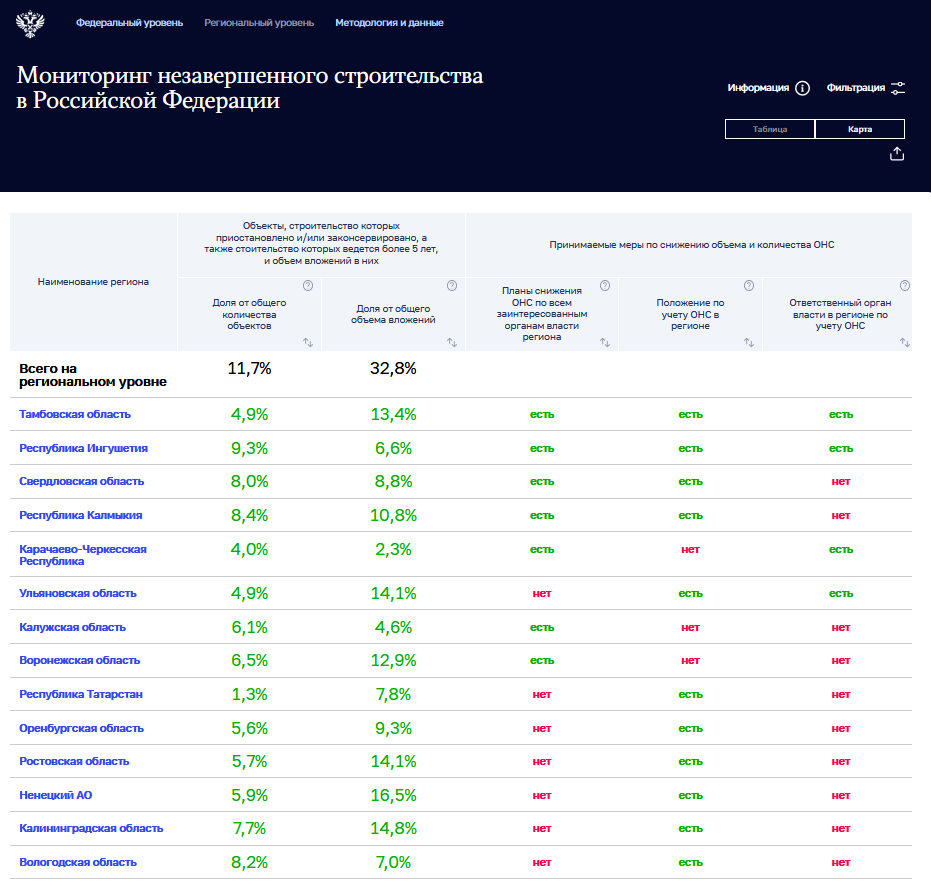 Федеральный уровень Региональный уровень Методология и данные
Мониторинг незавершенного строительства
в Российской Федерации
Информация Фильтрация
Таблица Карта
Наименование региона
Объекты, строительство которых
приостановлено и/или законсервировано, а
также стоительство которых ведется более 5 лет,
и объем вложений в них
Принимаемые меры по снижению объема и количества ОНС
Доля от общего
количества
объектов
Доля от общего
объема вложений
Планы снижения
ОНС по всем
заинтересованным
органам власти
региона
Положение по
учету ОНС в
регионе
Ответственный орган
власти в регионе по
учету ОНС
Всего на
региональном уровне
11,7% 32,8%
Тамбовская область 4,9% 13,4% есть есть есть
Республика Ингушетия 9,3% 6,6% есть есть есть
Свердловская область 8,0% 8,8% есть есть нет
Республика Калмыкия 8,4% 10,8% есть есть нет
Карачаево-Черкесская
Республика
4,0% 2,3% есть нет есть
Ульяновская область 4,9% 14,1% нет есть есть
Калужская область 6,1% 4,6% есть нет нет
Воронежская область 6,5% 12,9% есть нет нет
Республика Татарстан 1,3% 7,8% нет есть нет
Оренбургская область 5,6% 9,3% нет есть нет
Ростовская область 5,7% 14,1% нет есть нет
Ненецкий АО 5,9% 16,5% нет есть нет
Калининградская область 7,7% 14,8% нет есть нет
Вологодская область 8,2% 7,0% нет есть нет